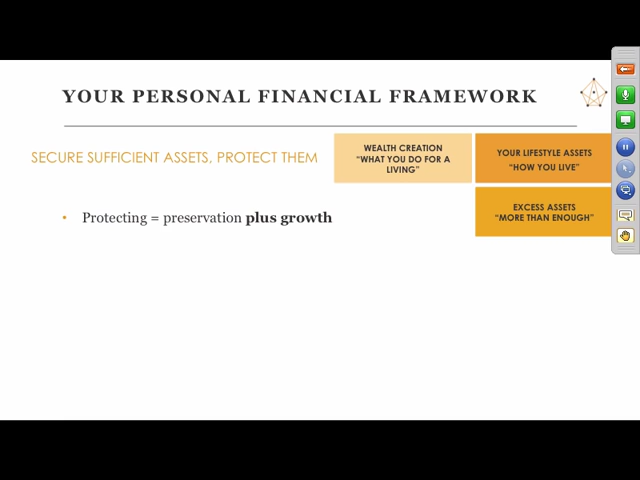 YOUR PERSONAL FINANCIAL FRAMEWORK
SECURE SUFFICIENT ASSETS, PROTECT THEM
WEALTH CREATION
"WHAT YOU DO FOR A
LIVING"
YOUR LIFESTYLE ASSETS
"HOW YOU LIVE"
EXCESS ASSETS
"MORE THAN ENOUGH"
• Protecting = preservation plus growth